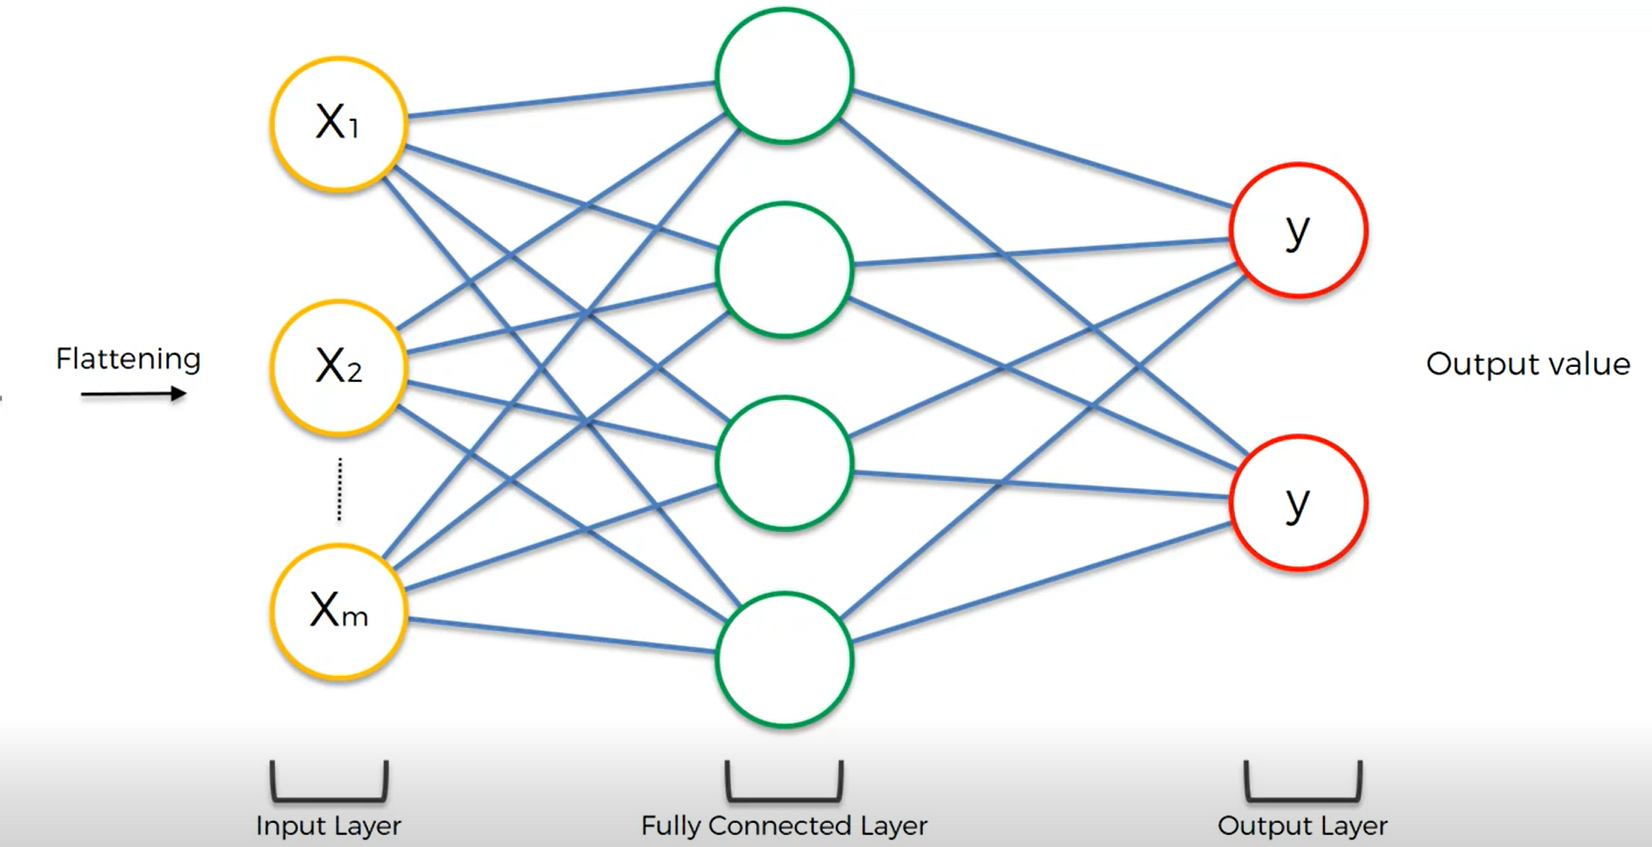 X1
X2
Xm
Flattening
y
y
Output value
Input Layer
Fully Connected Layer
Output Layer